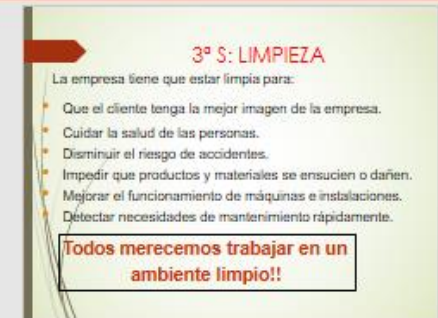 3ª S: LIMPIEZA
La empresa tiene que estar limpia para:
Que el cliente tenga la mejor imagen de la empresa.
Cuidar la salud de las personas.
Disminuir el riesgo de accidentes.
Impedir que productos y materiales se ensucien o dañen.
Mejorar el funcionamiento de máquinas e instalaciones.
Detectar necesidades de mantenimiento rápidamente.
Todos merecemos trabajar en un
ambiente limpio!!